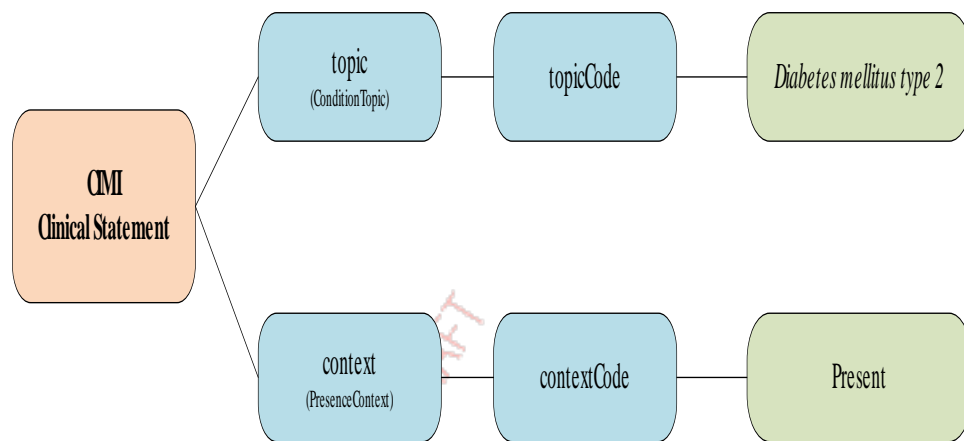 topic
(ConditionTopic)
topicCode
Diabetes mellitus type 2
CIMI
Clinical Statement
context
(PresenceContext)
contextCode
Present